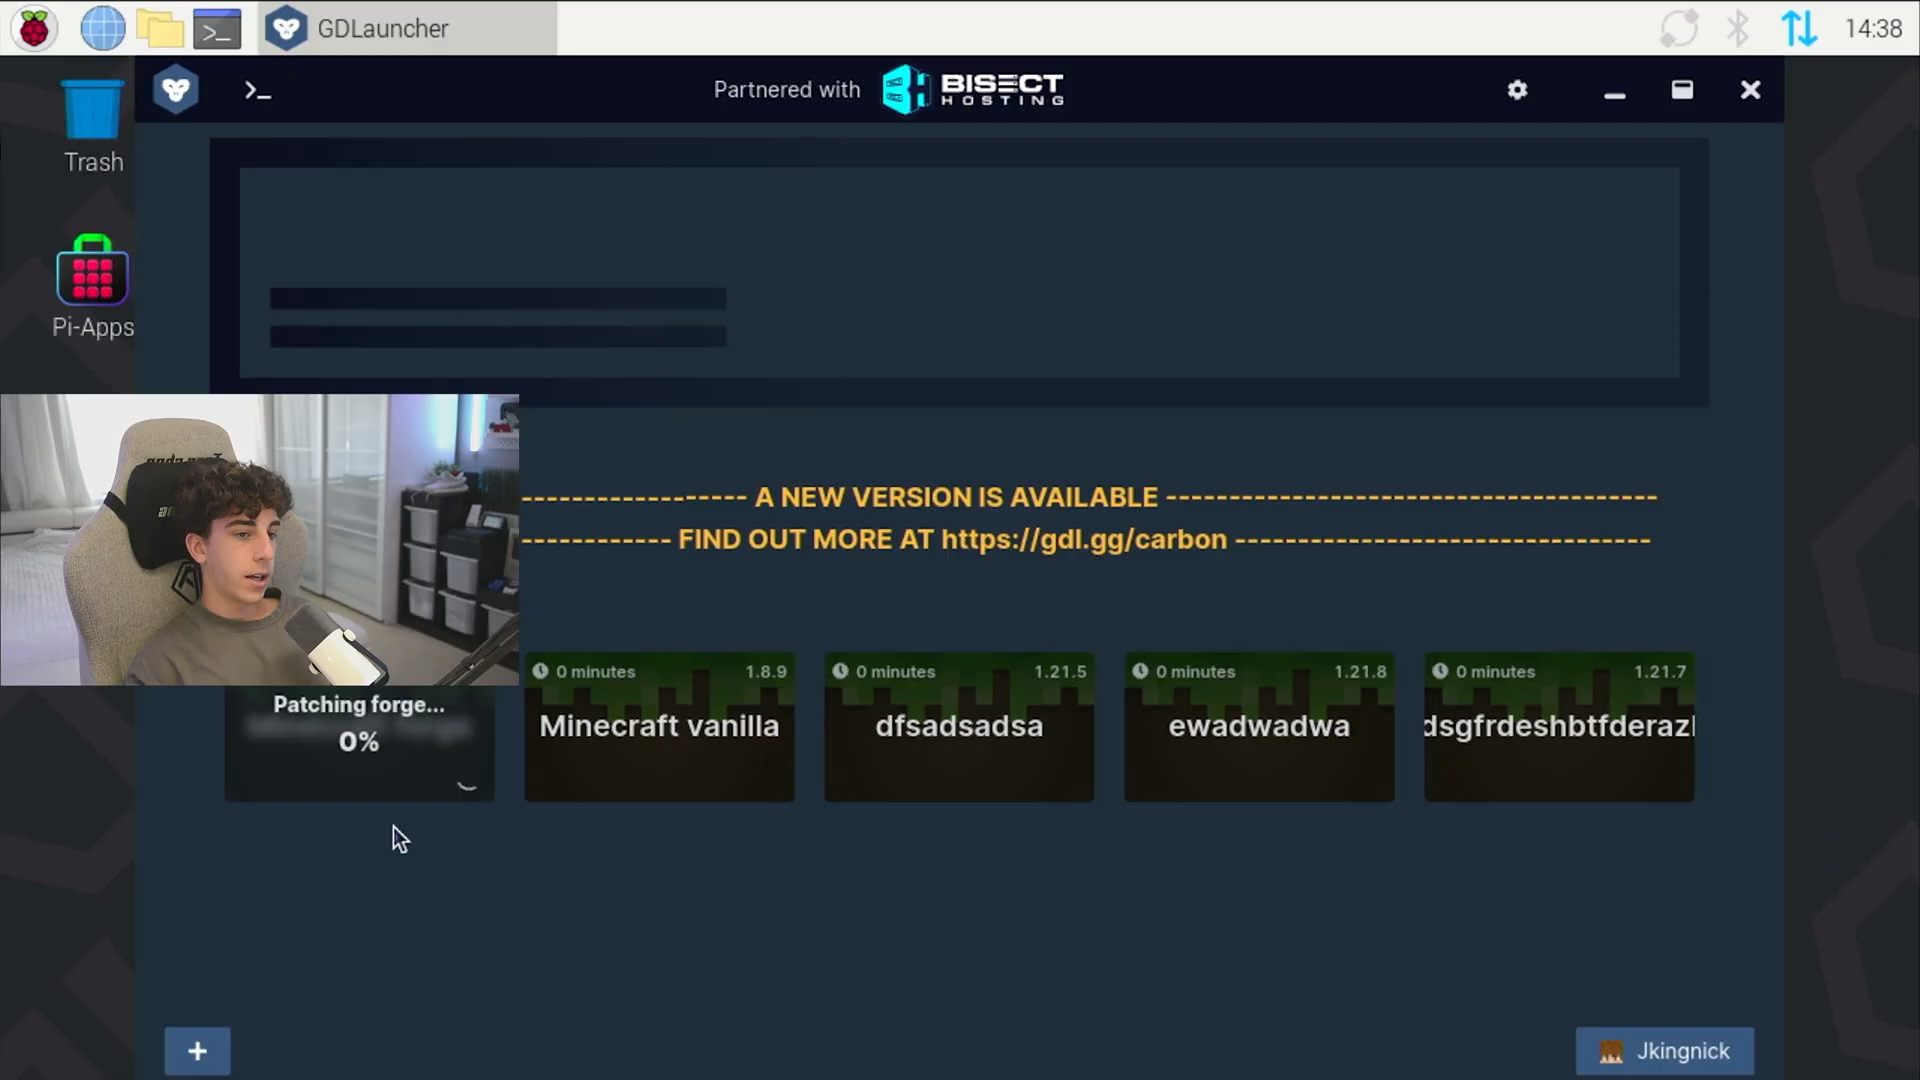 GDLauncher
14:38
>_
Partnered with BISECT HOSTING
Trash
Pi-Apps
------------------- A NEW VERSION IS AVAILABLE ---------------------------------------
------------ FIND OUT MORE AT https://gdl.gg/carbon ---------------------------------
Patching forge...
0%
0 minutes 1.8.9
Minecraft vanilla
0 minutes 1.21.5
dfsadsadsa
0 minutes 1.21.8
ewadwadwa
0 minutes 1.21.7
dsgfrdeshbtfderazl
+
Jkingnick